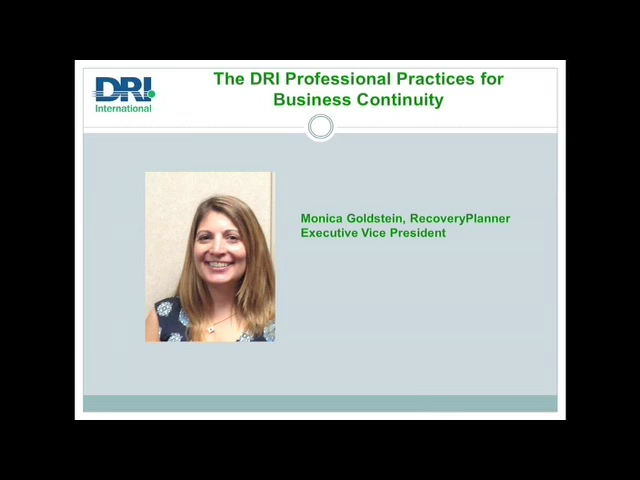 The DRI Professional Practices for
Business Continuity
DRI
International
Monica Goldstein, RecoveryPlanner
Executive Vice President